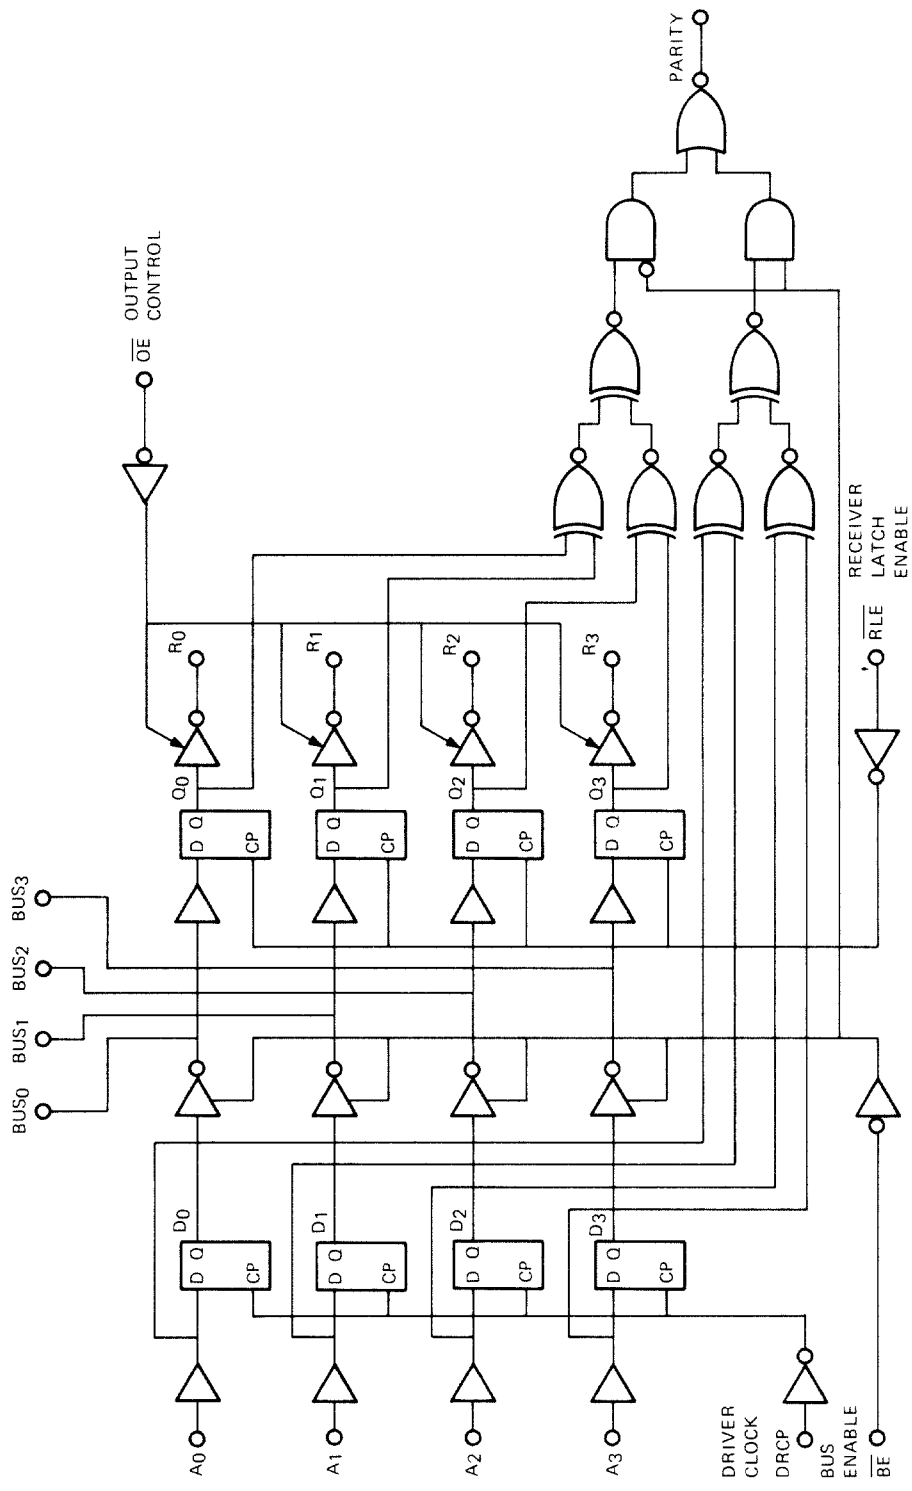 A0
A1
A2
A3
DRIVER
CLOCK
DRCP
BUS
ENABLE
BE
BUS0
BUS1
BUS2
BUS3
D0
D Q
CP
D1
D Q
CP
D2
D Q
CP
D3
D Q
CP
D Q
CP
Q0
D Q
CP
Q1
D Q
CP
Q2
D Q
CP
Q3
R0
R1
R2
R3
RLE
RECEIVER
LATCH
ENABLE
OE
OUTPUT
CONTROL
PARITY